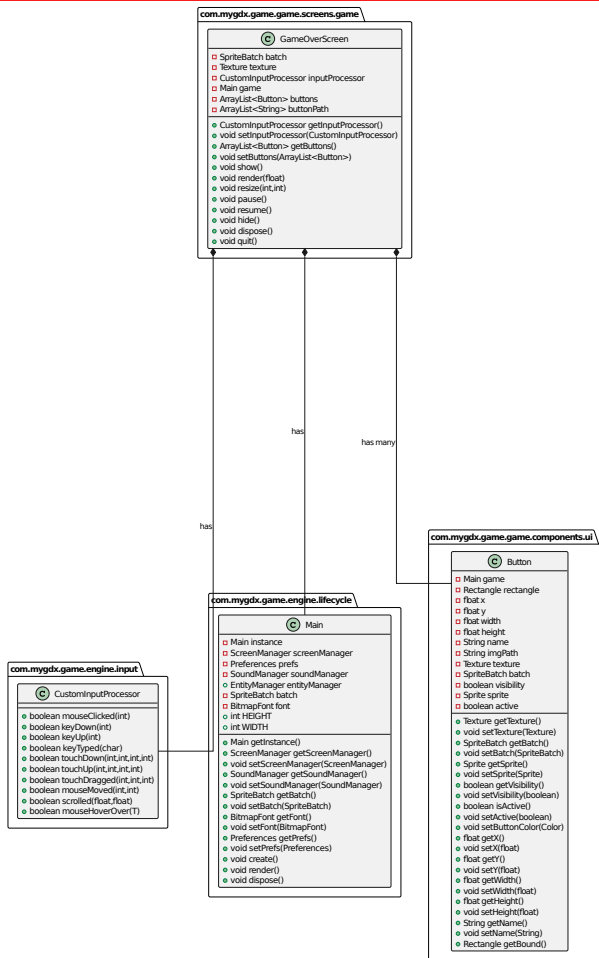 com.mygdx.game.game.screens.game
C GameOverScreen
SpriteBatch batch
Texture texture
CustomInputProcessor inputProcessor
Main game
ArrayList<Button> buttons
ArrayList<String> buttonPath
CustomInputProcessor getInputProcessor()
void setInputProcessor(CustomInputProcessor)
ArrayList<Button> getButtons()
void setButtons(ArrayList<Button>)
void show()
void render(float)
void resize(int,int)
void pause()
void resume()
void hide()
void dispose()
void quit()
has
has many
has
com.mygdx.game.game.components.ui
C Button
Main game
Rectangle rectangle
float x
float y
float width
float height
String name
String imgPath
Texture texture
SpriteBatch batch
boolean visibility
Sprite sprite
boolean active
Texture getTexture()
void setTexture(Texture)
SpriteBatch getBatch()
void setBatch(SpriteBatch)
Sprite getSprite()
void setSprite(Sprite)
boolean getVisibility()
void setVisibility(boolean)
boolean isActive()
void setActive(boolean)
void setButtonColor(Color)
float getX()
void setX(float)
float getY()
void setY(float)
float getWidth()
void setWidth(float)
float getHeight()
void setHeight(float)
String getName()
void setName(String)
Rectangle getBound()
com.mygdx.game.engine.lifecycle
C Main
Main instance
ScreenManager screenManager
Preferences prefs
SoundManager soundManager
EntityManager entityManager
SpriteBatch batch
BitmapFont font
int HEIGHT
int WIDTH
Main getInstance()
ScreenManager getScreenManager()
void setScreenManager(ScreenManager)
SoundManager getSoundManager()
void setSoundManager(SoundManager)
SpriteBatch getBatch()
void setBatch(SpriteBatch)
BitmapFont getFont()
void setFont(BitmapFont)
Preferences getPrefs()
void setPrefs(Preferences)
void create()
void render()
void dispose()
com.mygdx.game.engine.input
C CustomInputProcessor
boolean mouseClicked(int)
boolean keyDown(int)
boolean keyUp(int)
boolean keyTyped(char)
boolean touchDown(int,int,int,int)
boolean touchUp(int,int,int,int)
boolean touchDragged(int,int,int)
boolean mouseMoved(int,int)
boolean scrolled(float,float)
boolean mouseHoverOver(T)